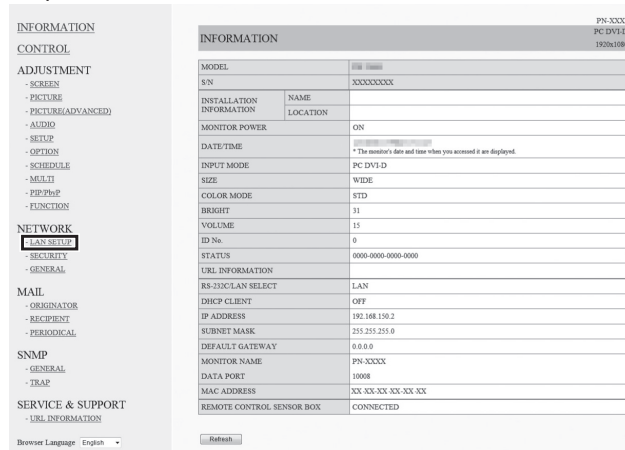 INFORMATION
CONTROL
ADJUSTMENT
- SCREEN
- PICTURE
- PICTURE(ADVANCED)
- AUDIO
- SETUP
- OPTION
- SCHEDULE
- MULTI
- PIP/PbyP
- FUNCTION
NETWORK
- LAN SETUP
- SECURITY
- GENERAL
MAIL
- ORIGINATOR
- RECIPIENT
- PERIODICAL
SNMP
- GENERAL
- TRAP
SERVICE & SUPPORT
- URL INFORMATION
Browser Language English
PN-XXX
PC DVI-D
1920x108
INFORMATION
MODEL
S/N XXXXXXXX
INSTALLATION INFORMATION NAME
LOCATION
MONITOR POWER ON
DATE/TIME
* The monitor's date and time when you accessed it are displayed.
INPUT MODE PC DVI-D
SIZE WIDE
COLOR MODE STD
BRIGHT 31
VOLUME 15
ID No. 0
STATUS 0000-0000-0000-0000
URL INFORMATION
RS-232C/LAN SELECT LAN
DHCP CLIENT OFF
IP ADDRESS 192.168.150.2
SUBNET MASK 255.255.255.0
DEFAULT GATEWAY 0.0.0.0
MONITOR NAME PN-XXXX
DATA PORT 10008
MAC ADDRESS XX-XX-XX-XX-XX-XX
REMOTE CONTROL SENSOR BOX CONNECTED
Refresh